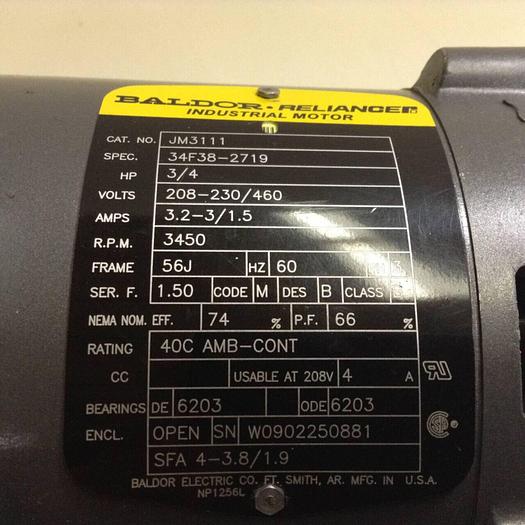 BALDOR · RELIANCER
INDUSTRIAL MOTOR
CAT. NO. JM3111
SPEC. 34F38-2719
HP 3/4
VOLTS 208-230/460
AMPS 3.2-3/1.5
R.P.M. 3450
FRAME 56J HZ 60 3
SER. F. 1.50 CODE M DES B CLASS
NEMA NOM. EFF. 74 % P.F. 66 %
RATING 40C AMB-CONT
CC USABLE AT 208V 4 A
BEARINGS DE 6203 ODE 6203
ENCL. OPEN SN W0902250881
SFA 4-3.8/1.9
BALDOR ELECTRIC CO. FT. SMITH, AR. MFG. IN U.S.A.
NP1256L